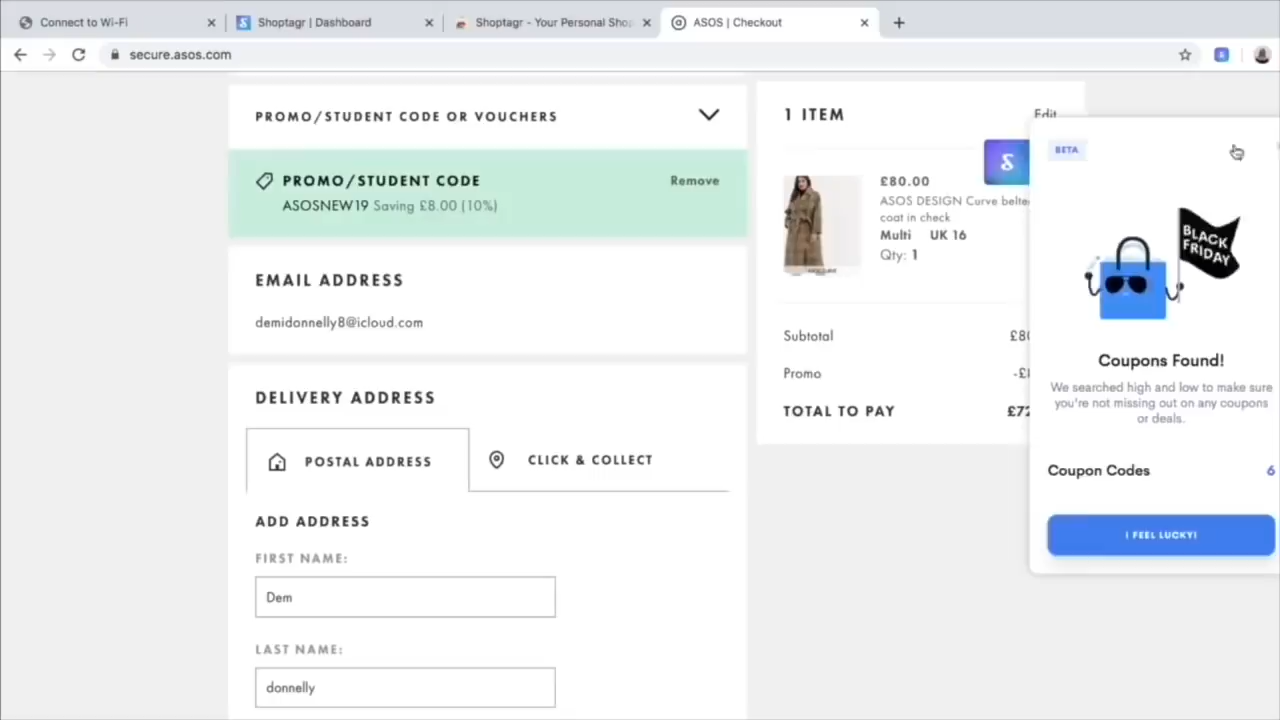 Connect to Wi-Fi
Shoptagr | Dashboard
Shoptagr - Your Personal Shop
ASOS | Checkout
secure.asos.com
PROMO/STUDENT CODE OR VOUCHERS
PROMO/STUDENT CODE
Remove
ASOSNEW19 Saving £8.00 (10%)
EMAIL ADDRESS
demidonnelly8@icloud.com
DELIVERY ADDRESS
POSTAL ADDRESS
CLICK & COLLECT
ADD ADDRESS
FIRST NAME:
Dem
LAST NAME:
donnelly
1 ITEM
Edit
£80.00
ASOS DESIGN Curve belte
coat in check
Multi UK 16
Qty: 1
Subtotal £80
Promo -£
TOTAL TO PAY £72
BETA
BLACK
FRIDAY
Coupons Found!
We searched high and low to make sure
you're not missing out on any coupons
or deals.
Coupon Codes 6
I FEEL LUCKY!